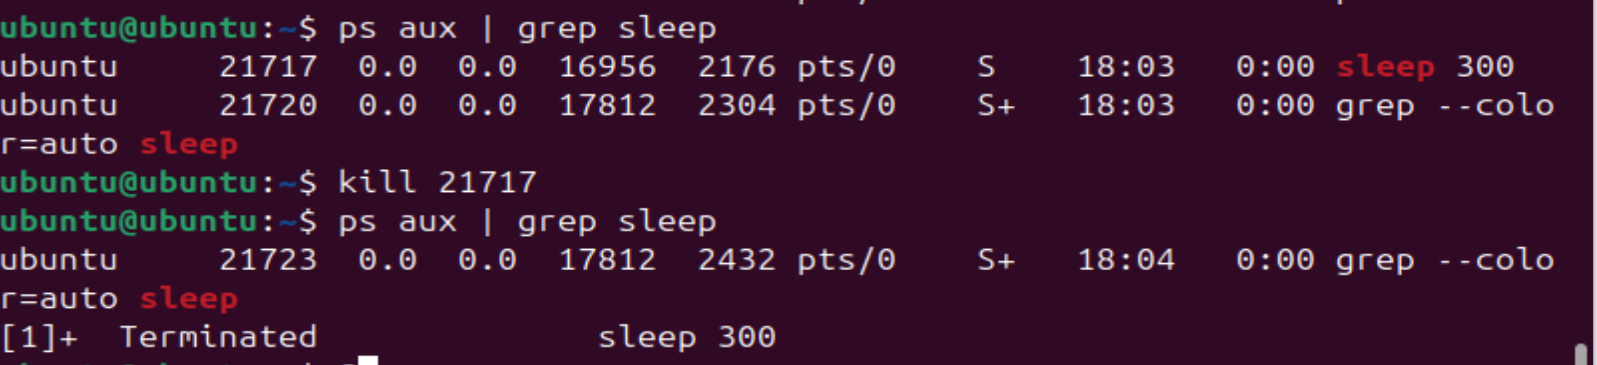 ubuntu@ubuntu:~$ ps aux | grep sleep
ubuntu     21717  0.0  0.0  16956  2176 pts/0    S    18:03   0:00 sleep 300
ubuntu     21720  0.0  0.0  17812  2304 pts/0    S+   18:03   0:00 grep --colo
r=auto sleep
ubuntu@ubuntu:~$ kill 21717
ubuntu@ubuntu:~$ ps aux | grep sleep
ubuntu     21723  0.0  0.0  17812  2432 pts/0    S+   18:04   0:00 grep --colo
r=auto sleep
[1]+  Terminated              sleep 300